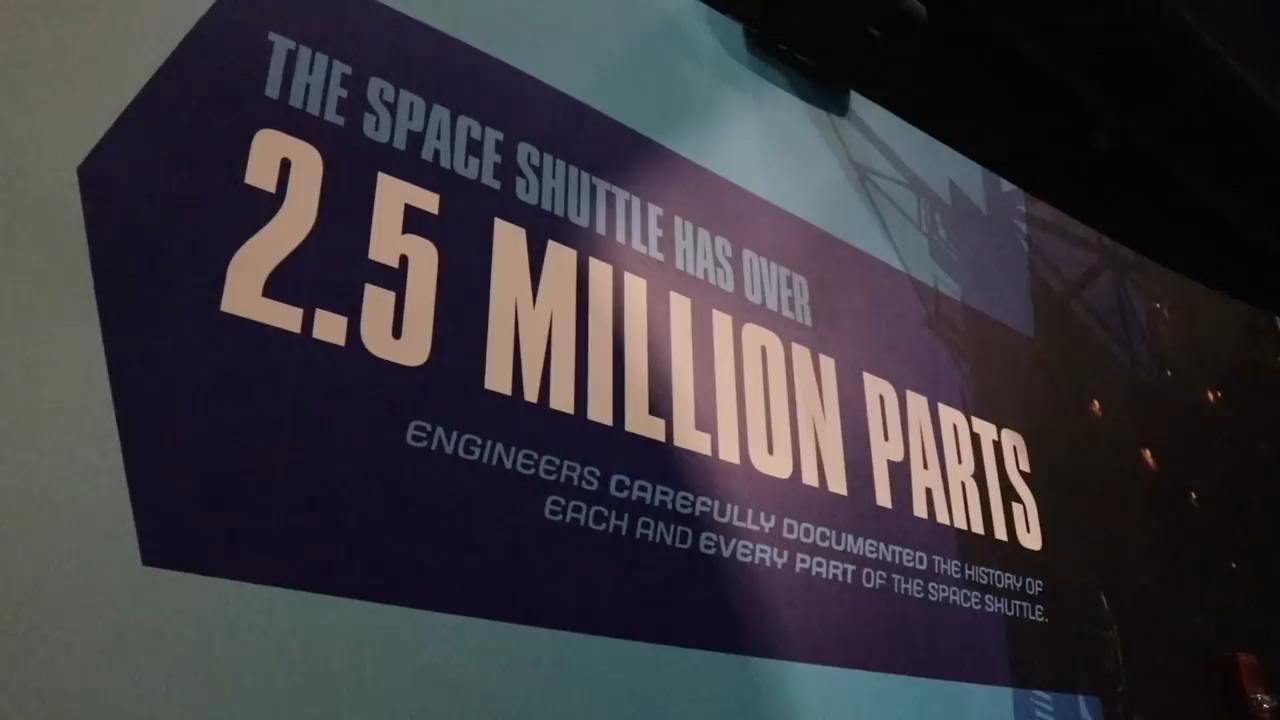 THE SPACE SHUTTLE HAS OVER
2.5 MILLION PARTS
ENGINEERS CAREFULLY DOCUMENTED THE HISTORY OF
EACH AND EVERY PART OF THE SPACE SHUTTLE.